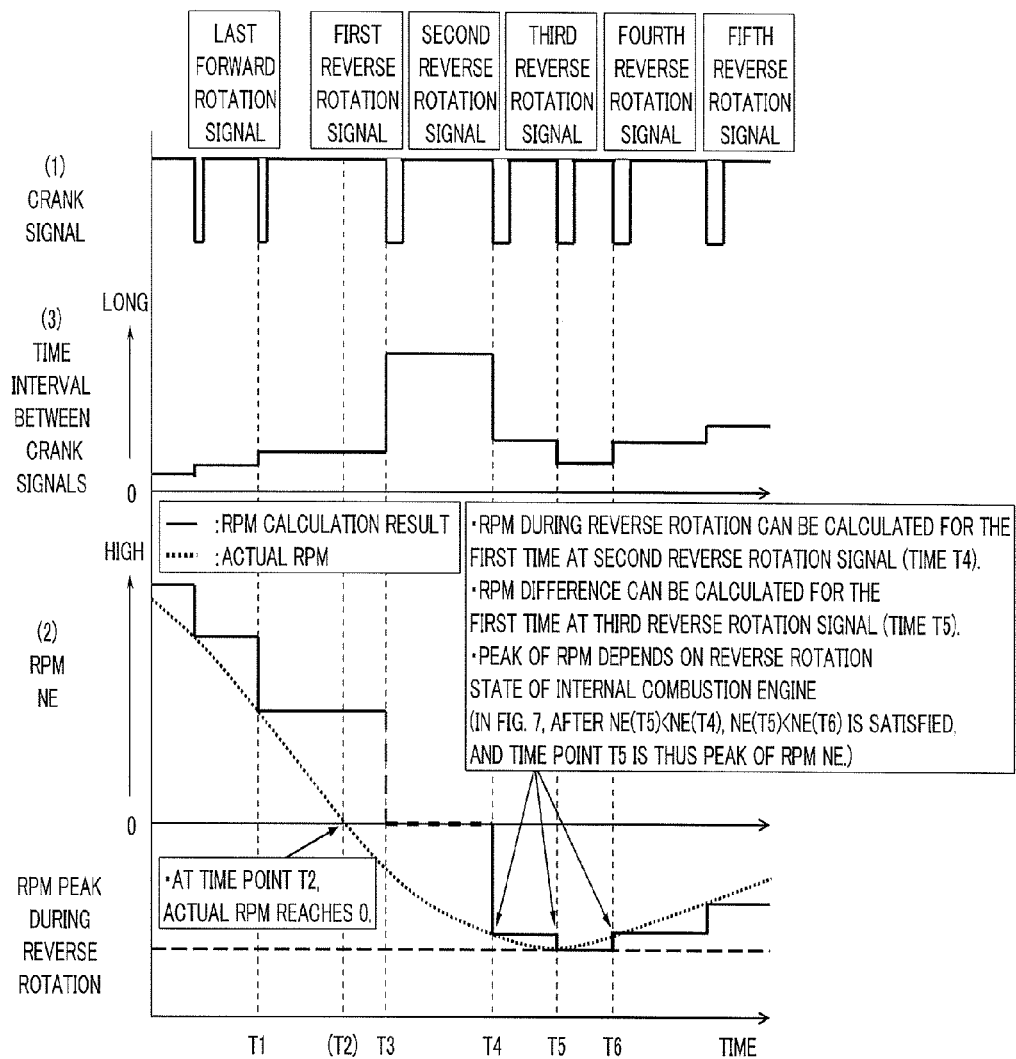 LAST
FORWARD
ROTATION
SIGNAL
FIRST
REVERSE
ROTATION
SIGNAL
SECOND
REVERSE
ROTATION
SIGNAL
THIRD
REVERSE
ROTATION
SIGNAL
FOURTH
REVERSE
ROTATION
SIGNAL
FIFTH
REVERSE
ROTATION
SIGNAL
(1)
CRANK
SIGNAL
LONG
(3)
TIME
INTERVAL
BETWEEN
CRANK
SIGNALS
0
:RPM CALCULATION RESULT
:ACTUAL RPM
HIGH
(2)
RPM
NE
0
・RPM DURING REVERSE ROTATION CAN BE CALCULATED FOR THE
FIRST TIME AT SECOND REVERSE ROTATION SIGNAL (TIME T4).
・RPM DIFFERENCE CAN BE CALCULATED FOR THE
FIRST TIME AT THIRD REVERSE ROTATION SIGNAL (TIME T5).
・PEAK OF RPM DEPENDS ON REVERSE ROTATION
STATE OF INTERNAL COMBUSTION ENGINE
(IN FIG. 7, AFTER NE(T5)<NE(T4), NE(T5)<NE(T6) IS SATISFIED,
AND TIME POINT T5 IS THUS PEAK OF RPM NE.)
・AT TIME POINT T2,
ACTUAL RPM REACHES 0.
RPM PEAK
DURING
REVERSE
ROTATION
T1 (T2) T3 T4 T5 T6 TIME